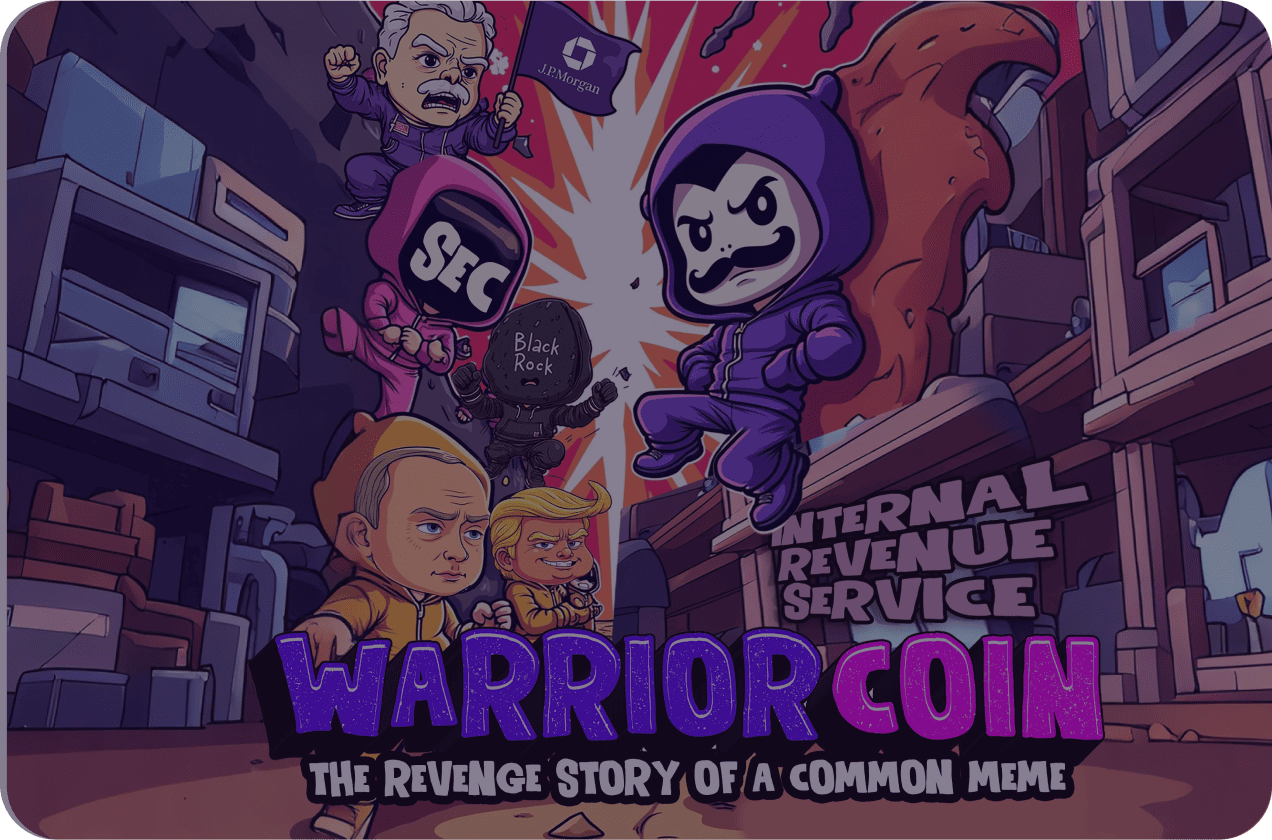 J.P.Morgan
SEC
Black
Rock
INTERNAL
REVENUE
SERVICE
WARRIOR COIN
THE REVENGE STORY OF A COMMON MEME